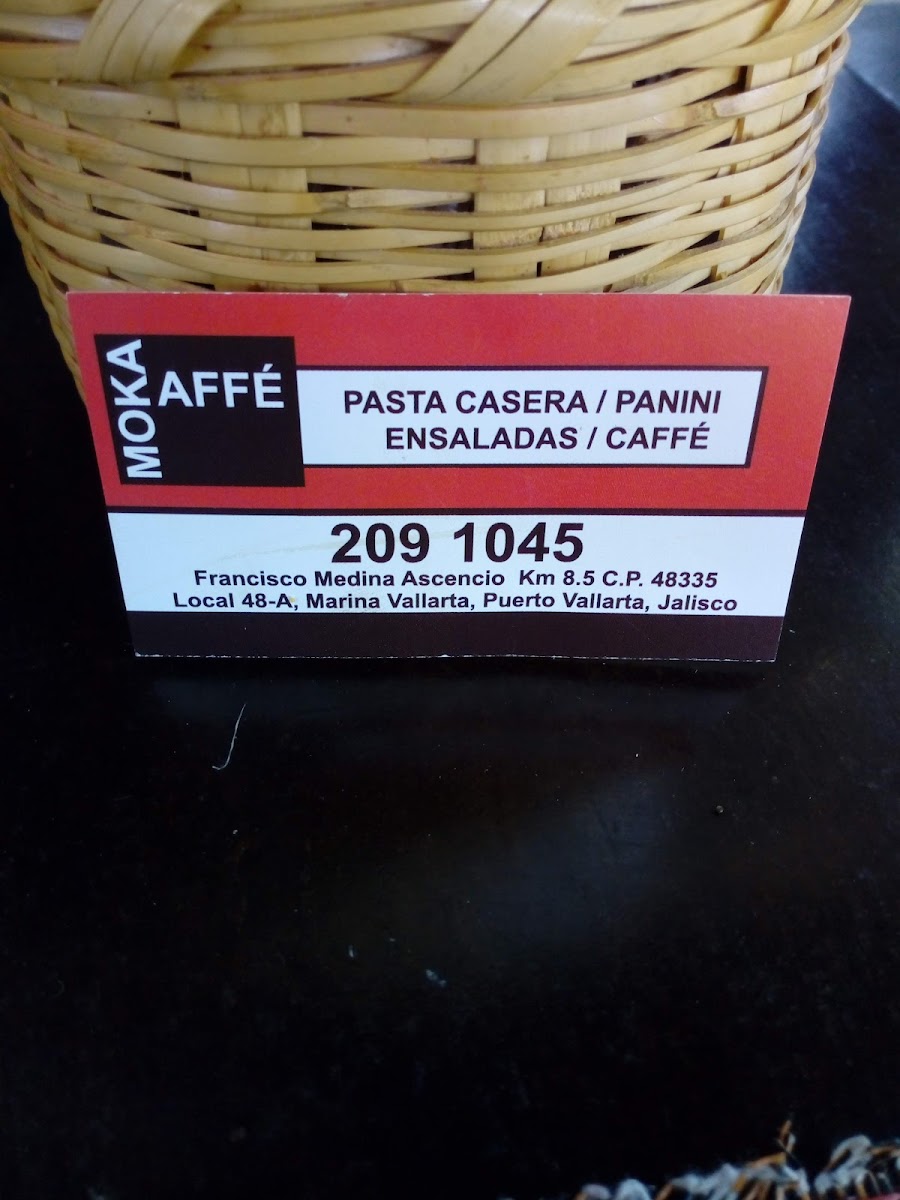 MOKA
AFFÉ
PASTA CASERA / PANINI
ENSALADAS / CAFFÉ
209 1045
Francisco Medina Ascencio Km 8.5 C.P. 48335
Local 48-A, Marina Vallarta, Puerto Vallarta, Jalisco